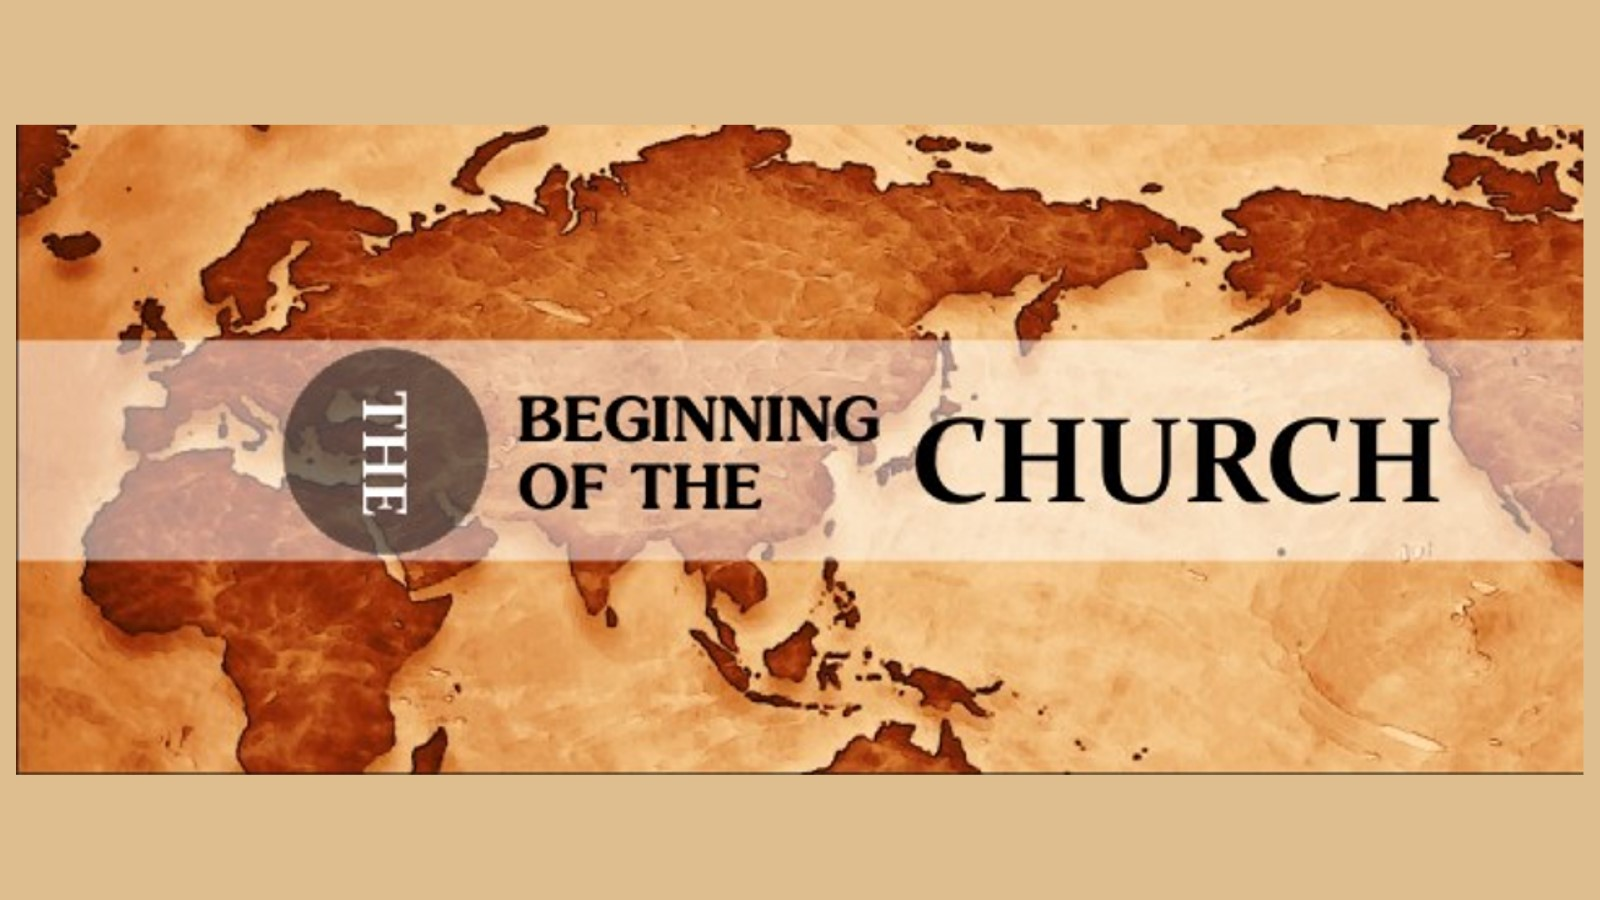 THE
BEGINNING
OF THE
CHURCH